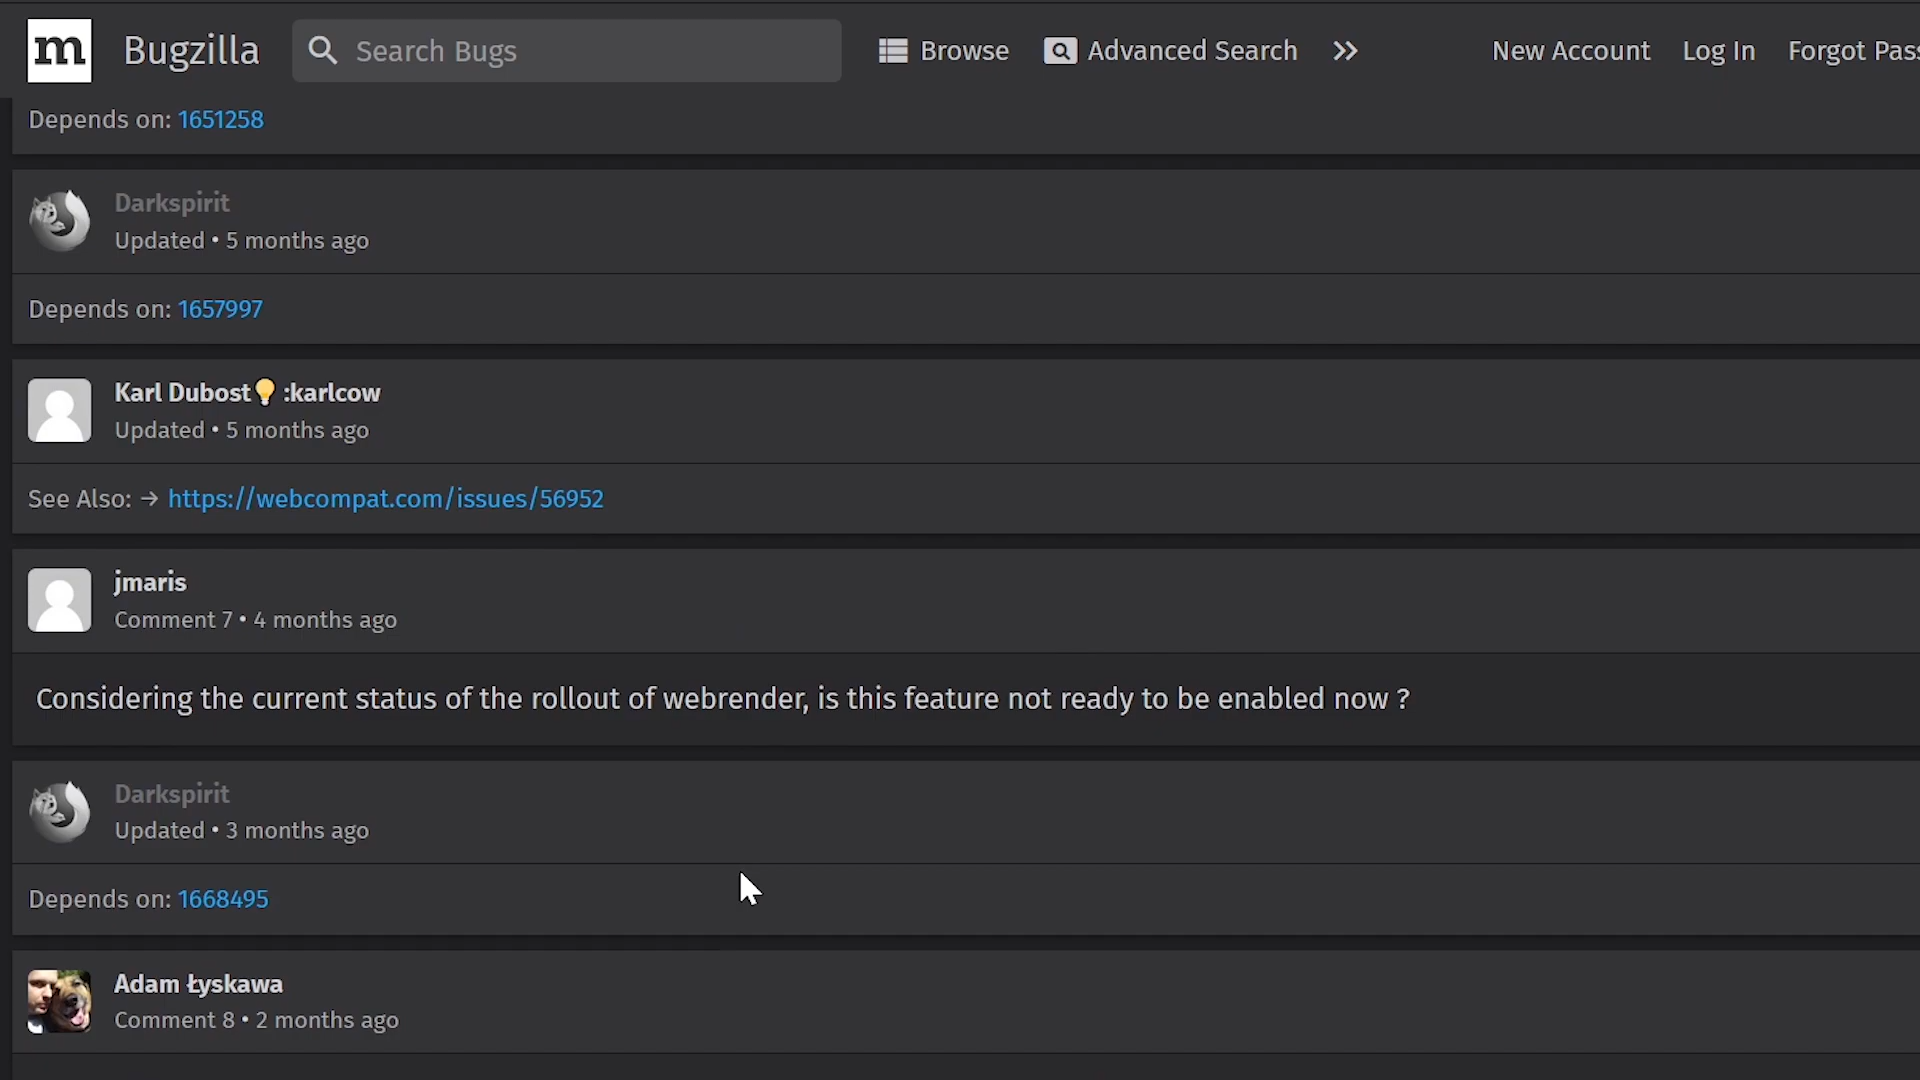 m Bugzilla Search Bugs Browse Advanced Search >> New Account Log In Forgot Pas
Depends on: 1651258
Darkspirit
Updated • 5 months ago
Depends on: 1657997
Karl Dubost💡 :karlcow
Updated • 5 months ago
See Also: → https://webcompat.com/issues/56952
jmaris
Comment 7 • 4 months ago
Considering the current status of the rollout of webrender, is this feature not ready to be enabled now ?
Darkspirit
Updated • 3 months ago
Depends on: 1668495
Adam Łyskawa
Comment 8 • 2 months ago